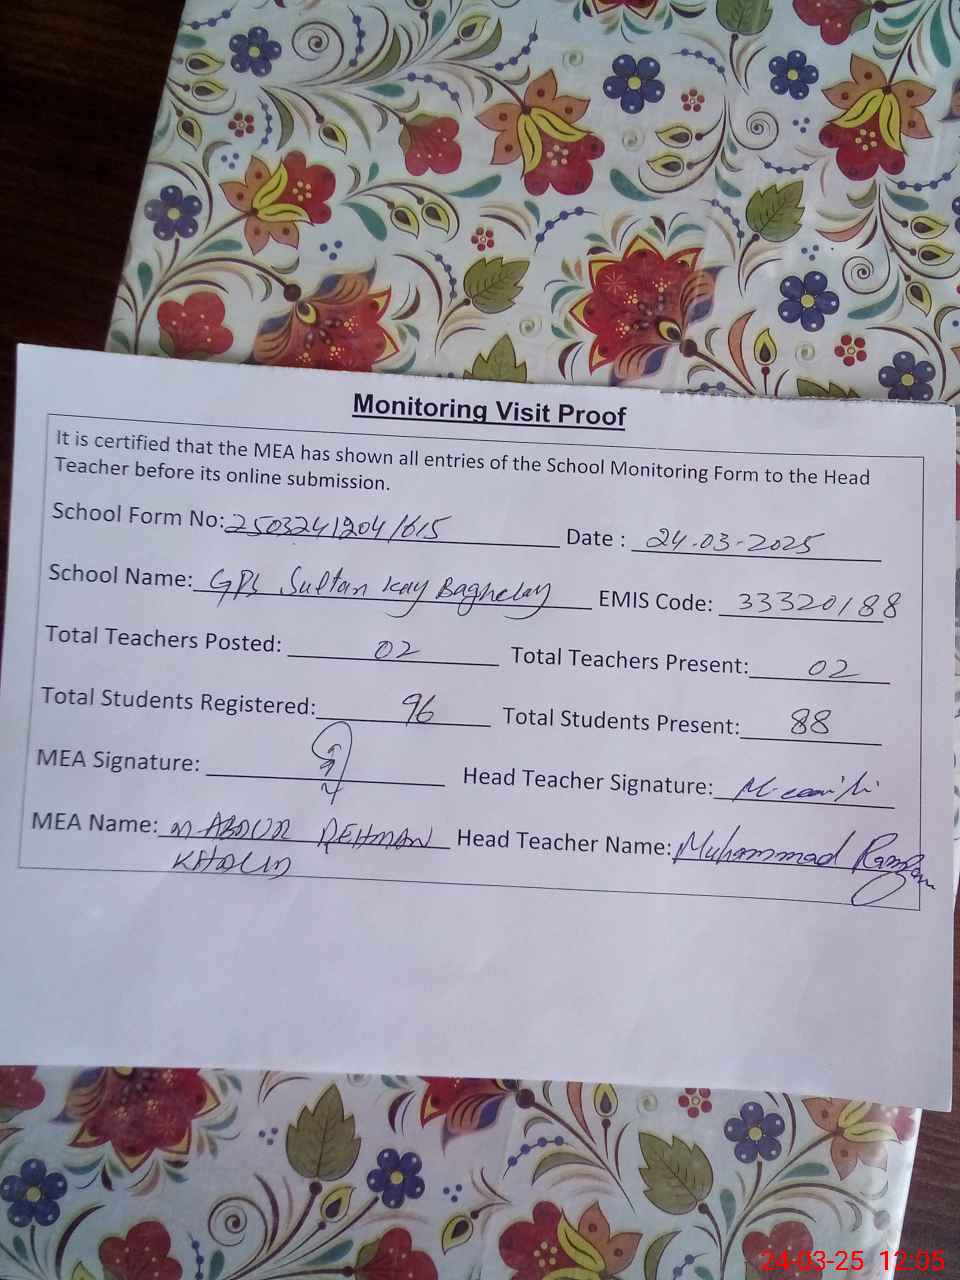 Monitoring Visit Proof
It is certified that the MEA has shown all entries of the School Monitoring Form to the Head
Teacher before its online submission.
School Form No: 25032412041615 Date : 24-03-2025
School Name: GPS Sultan Kay Baghelay EMIS Code: 33320188
Total Teachers Posted: 02 Total Teachers Present: 02
Total Students Registered: 96 Total Students Present: 88
MEA Signature: Head Teacher Signature:
MEA Name: M ABDUR REHMAN Head Teacher Name: Muhammad
KHALID
24-03-25 12:05